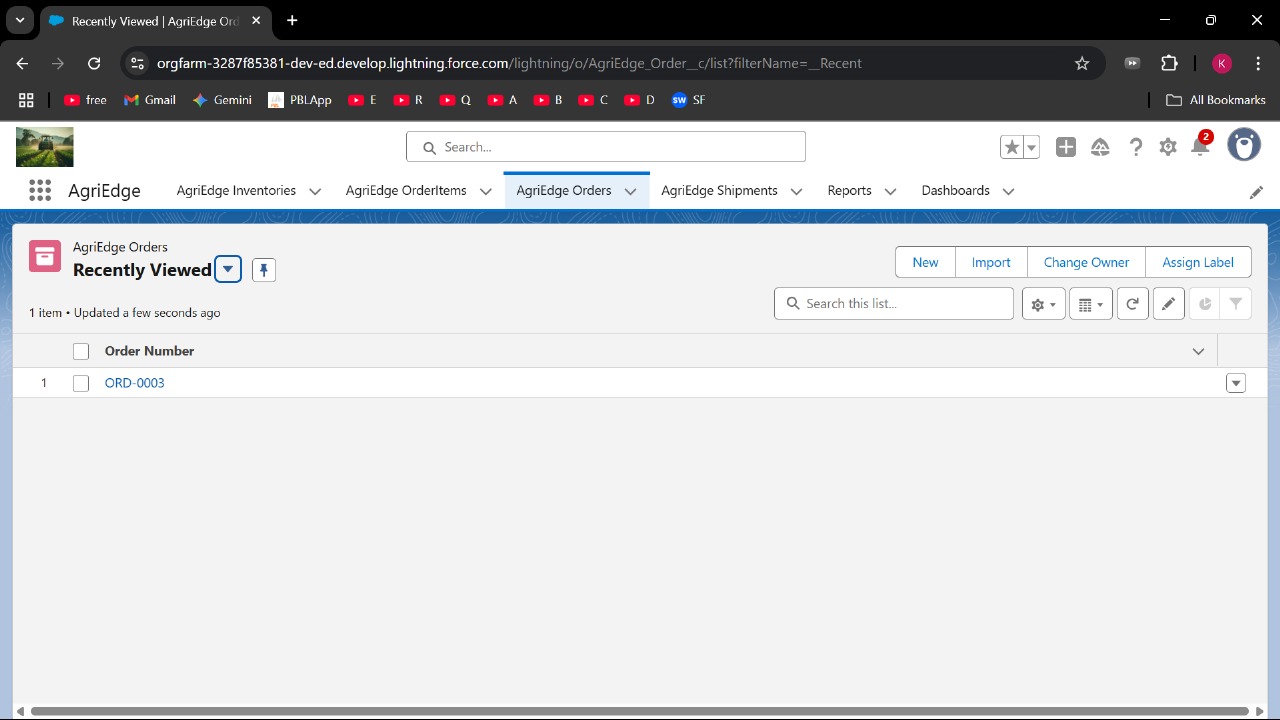 Recently Viewed | AgriEdge Ord
orgfarm-3287f85381-dev-ed.develop.lightning.force.com/lightning/o/AgriEdge_Order__c/list?filterName=__Recent
K
free Gmail Gemini PBLApp E R Q A B C D SW SF All Bookmarks
Search...
2
AgriEdge AgriEdge Inventories AgriEdge OrderItems AgriEdge Orders AgriEdge Shipments Reports Dashboards
AgriEdge Orders
Recently Viewed
New Import Change Owner Assign Label
1 item • Updated a few seconds ago
Search this list...
Order Number
1 ORD-0003